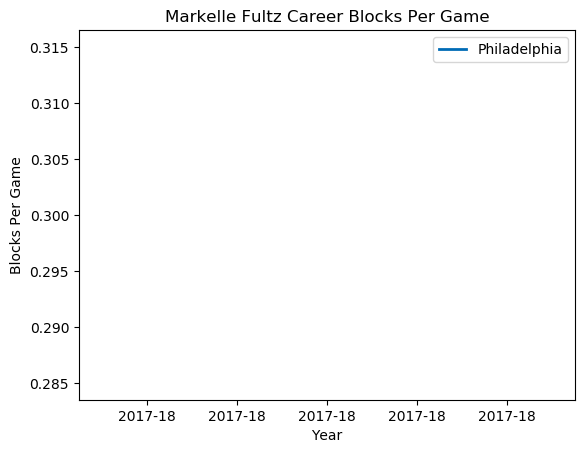 Markelle Fultz Career Blocks Per Game
Philadelphia
0.315
0.310
0.305
0.300
0.295
0.290
0.285
Blocks Per Game
2017-18 2017-18 2017-18 2017-18 2017-18
Year